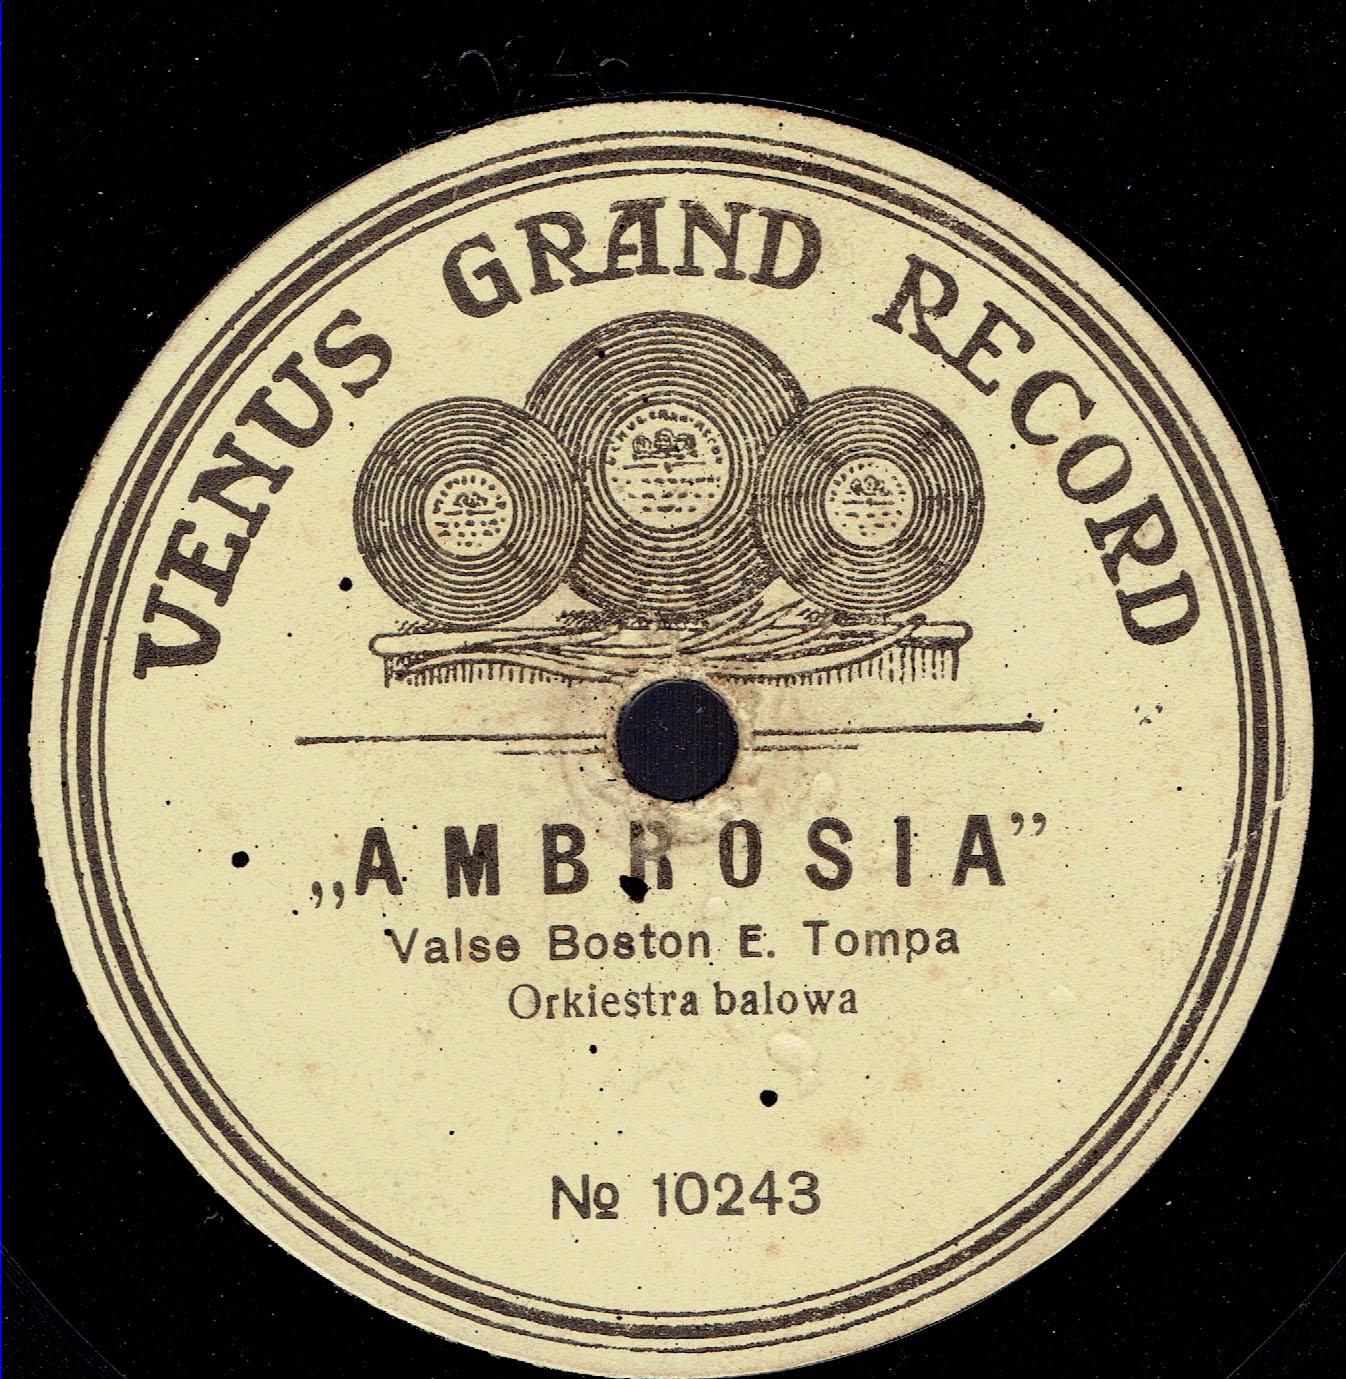 VENUS GRAND RECORD
„AMBROSIA”
Valse Boston E. Tompa
Orkiestra balowa
№ 10243